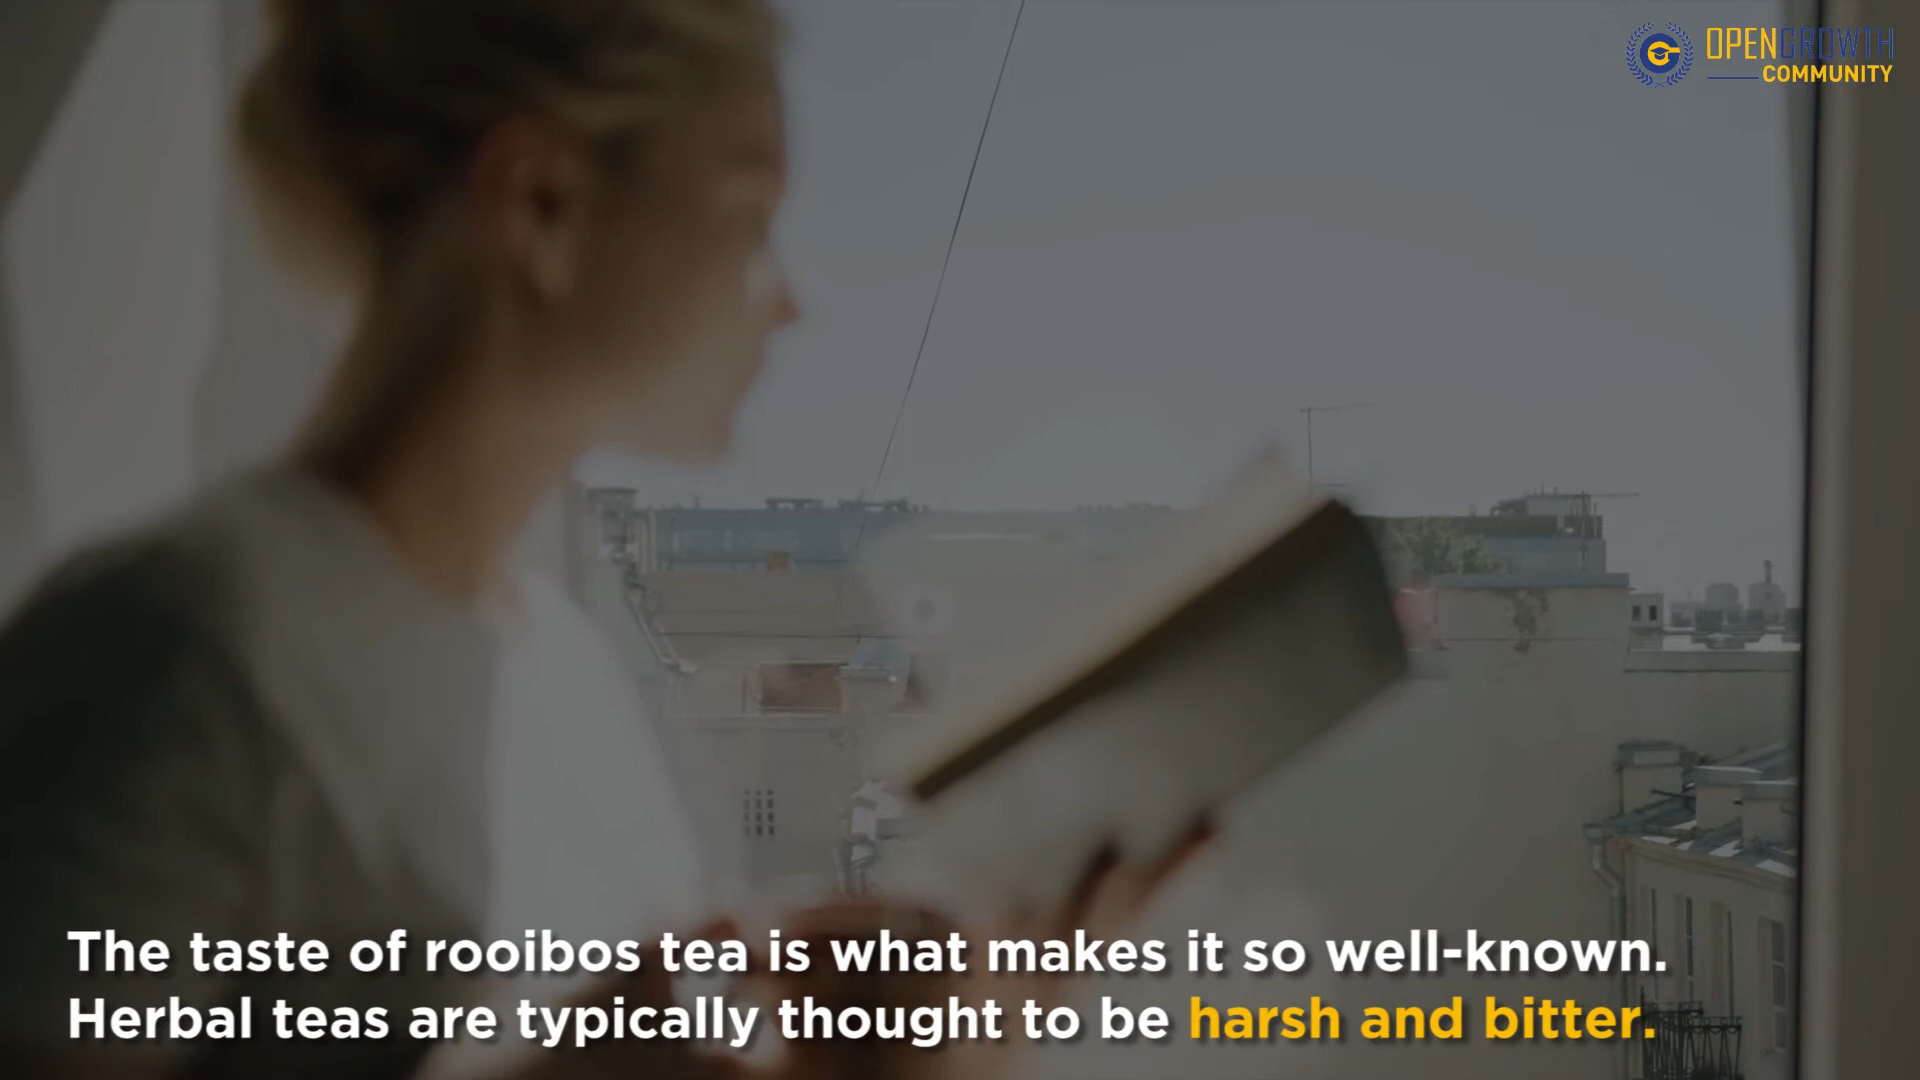 OPENGROWTH
COMMUNITY
The taste of rooibos tea is what makes it so well-known.
Herbal teas are typically thought to be harsh and bitter.